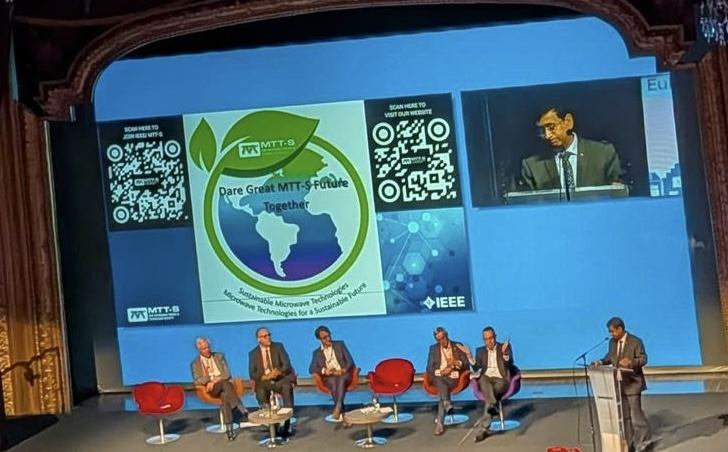 SCAN HERE TO
JOIN IEEE MTT-S
MTT-S
Dare Great MTT-S Future
Together
Sustainable Microwave Technologies
Microwave Technologies for a Sustainable Future
SCAN HERE TO
VISIT OUR WEBSITE
Eu
MTT-S
IEEE